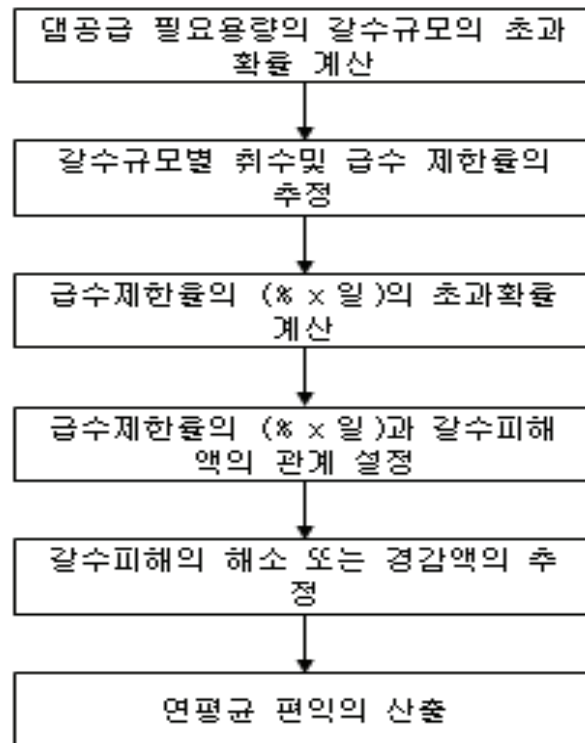 댐공급 필요용량의 갈수규모의 초과
확률 계산
갈수규모별 취수및 급수 제한률의
추정
급수제한율의 (% x 일)의 초과확률
계산
급수제한률의 (% x 일)과 갈수피해
액의 관계 설정
갈수피해의 해소 또는 경감액의 추
정
연평균 편익의 산출